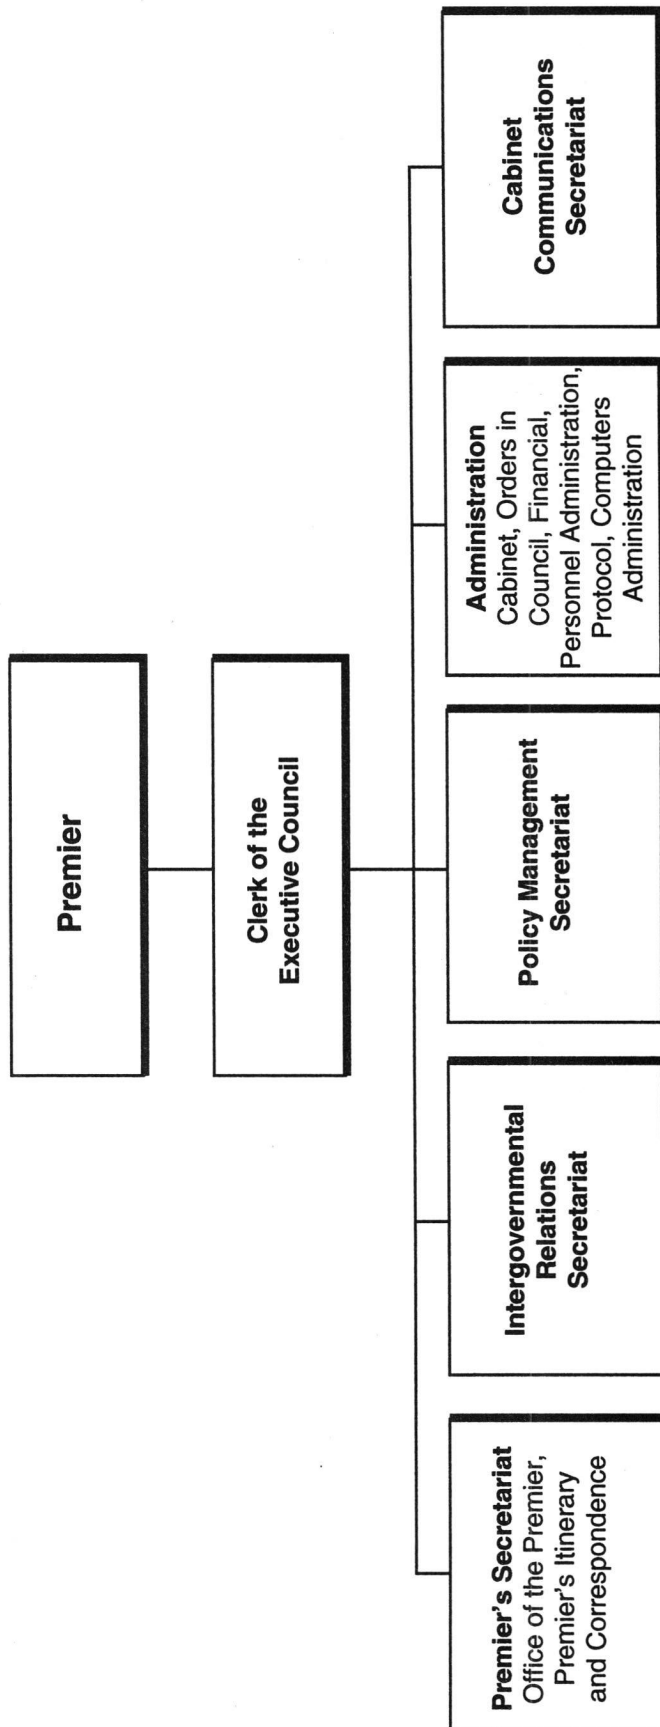 Premier
Clerk of the
Executive Council
Premier's Secretariat
Office of the Premier,
Premier's Itinerary
and Correspondence
Intergovernmental
Relations
Secretariat
Policy Management
Secretariat
Administration
Cabinet, Orders in
Council, Financial,
Personnel Administration,
Protocol, Computers
Administration
Cabinet
Communications
Secretariat